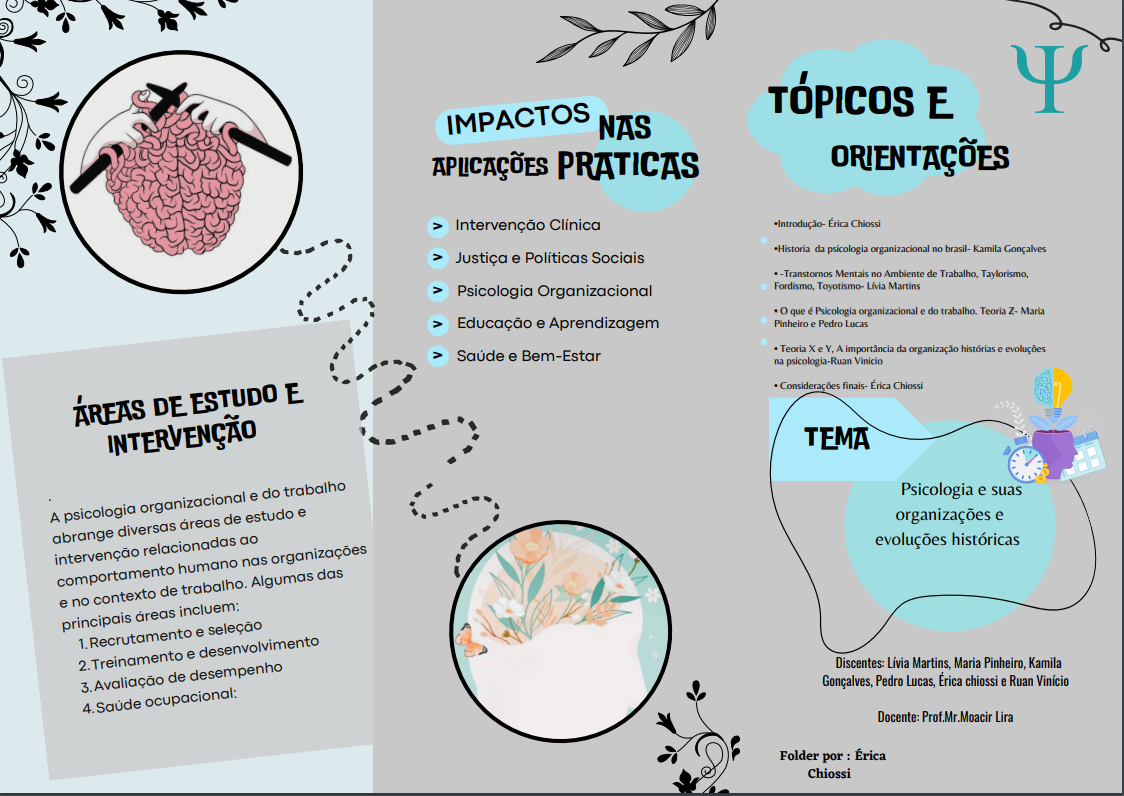 ÁREAS DE ESTUDO E
INTERVENÇÃO
.
A psicologia organizacional e do trabalho
abrange diversas áreas de estudo e
intervenção relacionadas ao
comportamento humano nas organizações
e no contexto de trabalho. Algumas das
principais áreas incluem:
1. Recrutamento e seleção
2. Treinamento e desenvolvimento
3. Avaliação de desempenho
4. Saúde ocupacional:
IMPACTOS NAS
APLICAÇÕES PRATICAS
> Intervenção Clínica
> Justiça e Políticas Sociais
> Psicologia Organizacional
> Educação e Aprendizagem
> Saúde e Bem-Estar
Ψ
TÓPICOS E
ORIENTAÇÕES
•Introdução- Érica Chiossi
•Historia da psicologia organizacional no brasil- Kamila Gonçalves
• -Transtornos Mentais no Ambiente de Trabalho, Taylorismo,
Fordismo, Toyotismo- Lívia Martins
• O que é Psicologia organizacional e do trabalho. Teoria Z- Maria
Pinheiro e Pedro Lucas
• Teoria X e Y, A importância da organização histórias e evoluções
na psicologia-Ruan Vinicio
• Considerações finais- Érica Chiossi
TEMA
Psicologia e suas
organizações e
evoluções históricas
Discentes: Lívia Martins, Maria Pinheiro, Kamila
Gonçalves, Pedro Lucas, Érica chiossi e Ruan Vinício
Docente: Prof.Mr.Moacir Lira
Folder por : Érica
Chiossi